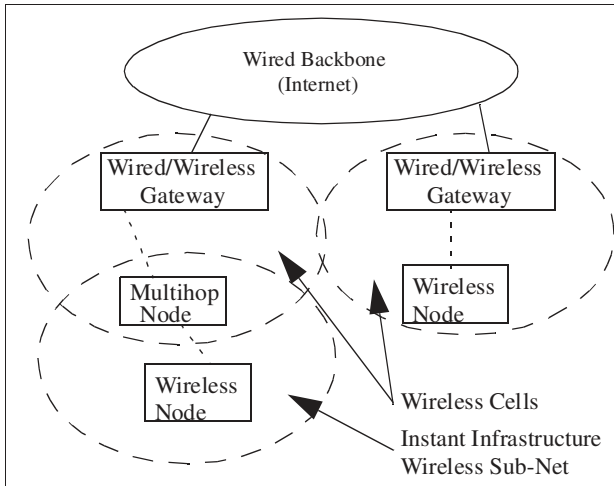 Wired Backbone
(Internet)
Wired/Wireless
Gateway
Wired/Wireless
Gateway
Multihop
Node
Wireless
Node
Wireless
Node
Wireless Cells
Instant Infrastructure
Wireless Sub-Net